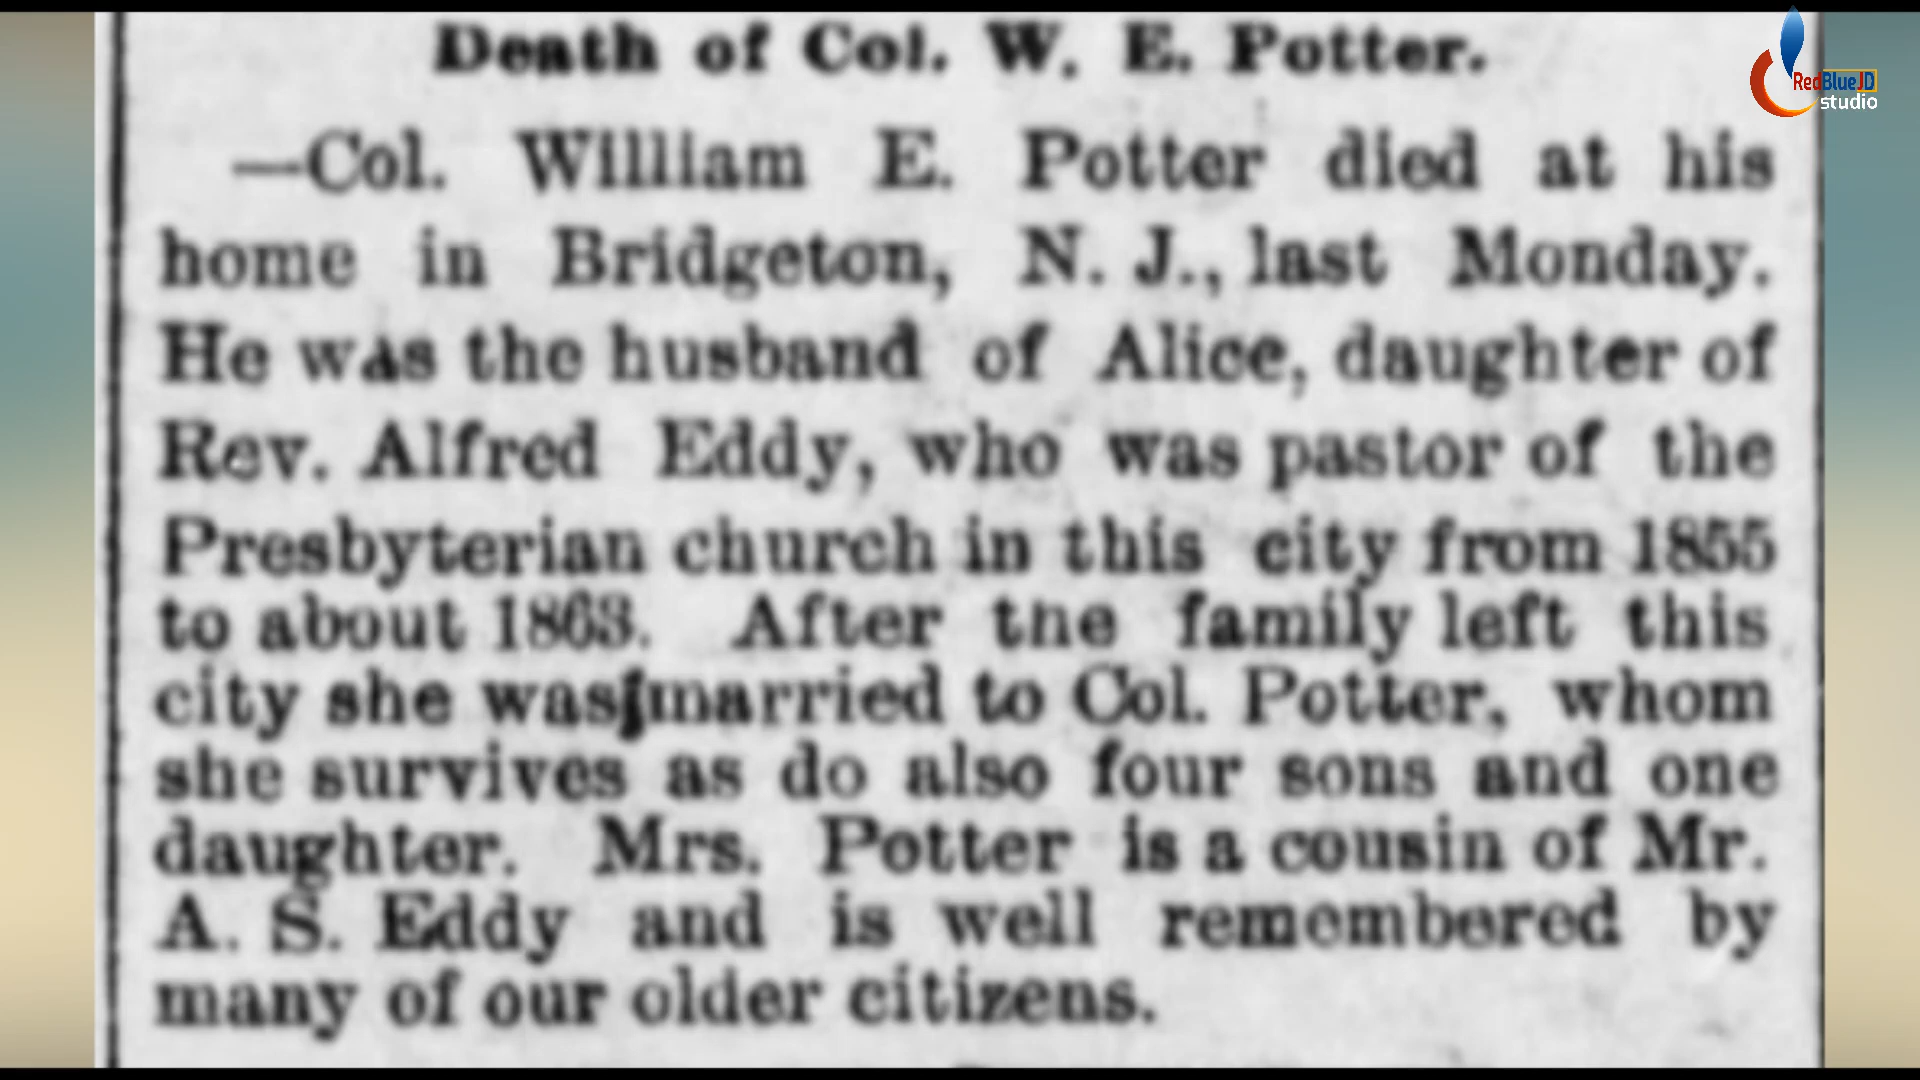 Death of Col. W. E. Potter.
—Col. William E. Potter died at his
home in Bridgeton, N. J., last Monday.
He was the husband of Alice, daughter of
Rev. Alfred Eddy, who was pastor of the
Presbyterian church in this city from 1855
to about 1863. After the family left this
city she was married to Col. Potter, whom
she survives as do also four sons and one
daughter. Mrs. Potter is a cousin of Mr.
A. S. Eddy and is well remembered by
many of our older citizens.
RedBlueJD
studio